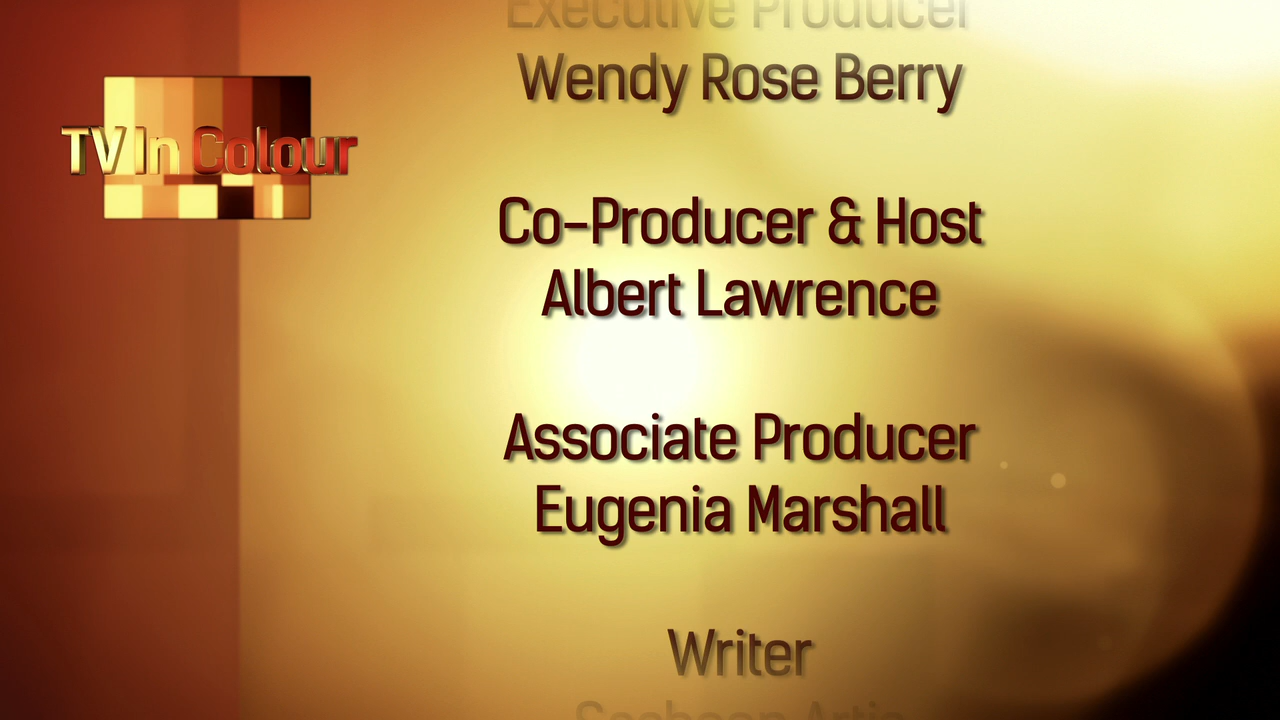 TV In Colour
Executive Producer
Wendy Rose Berry
Co-Producer & Host
Albert Lawrence
Associate Producer
Eugenia Marshall
Writer